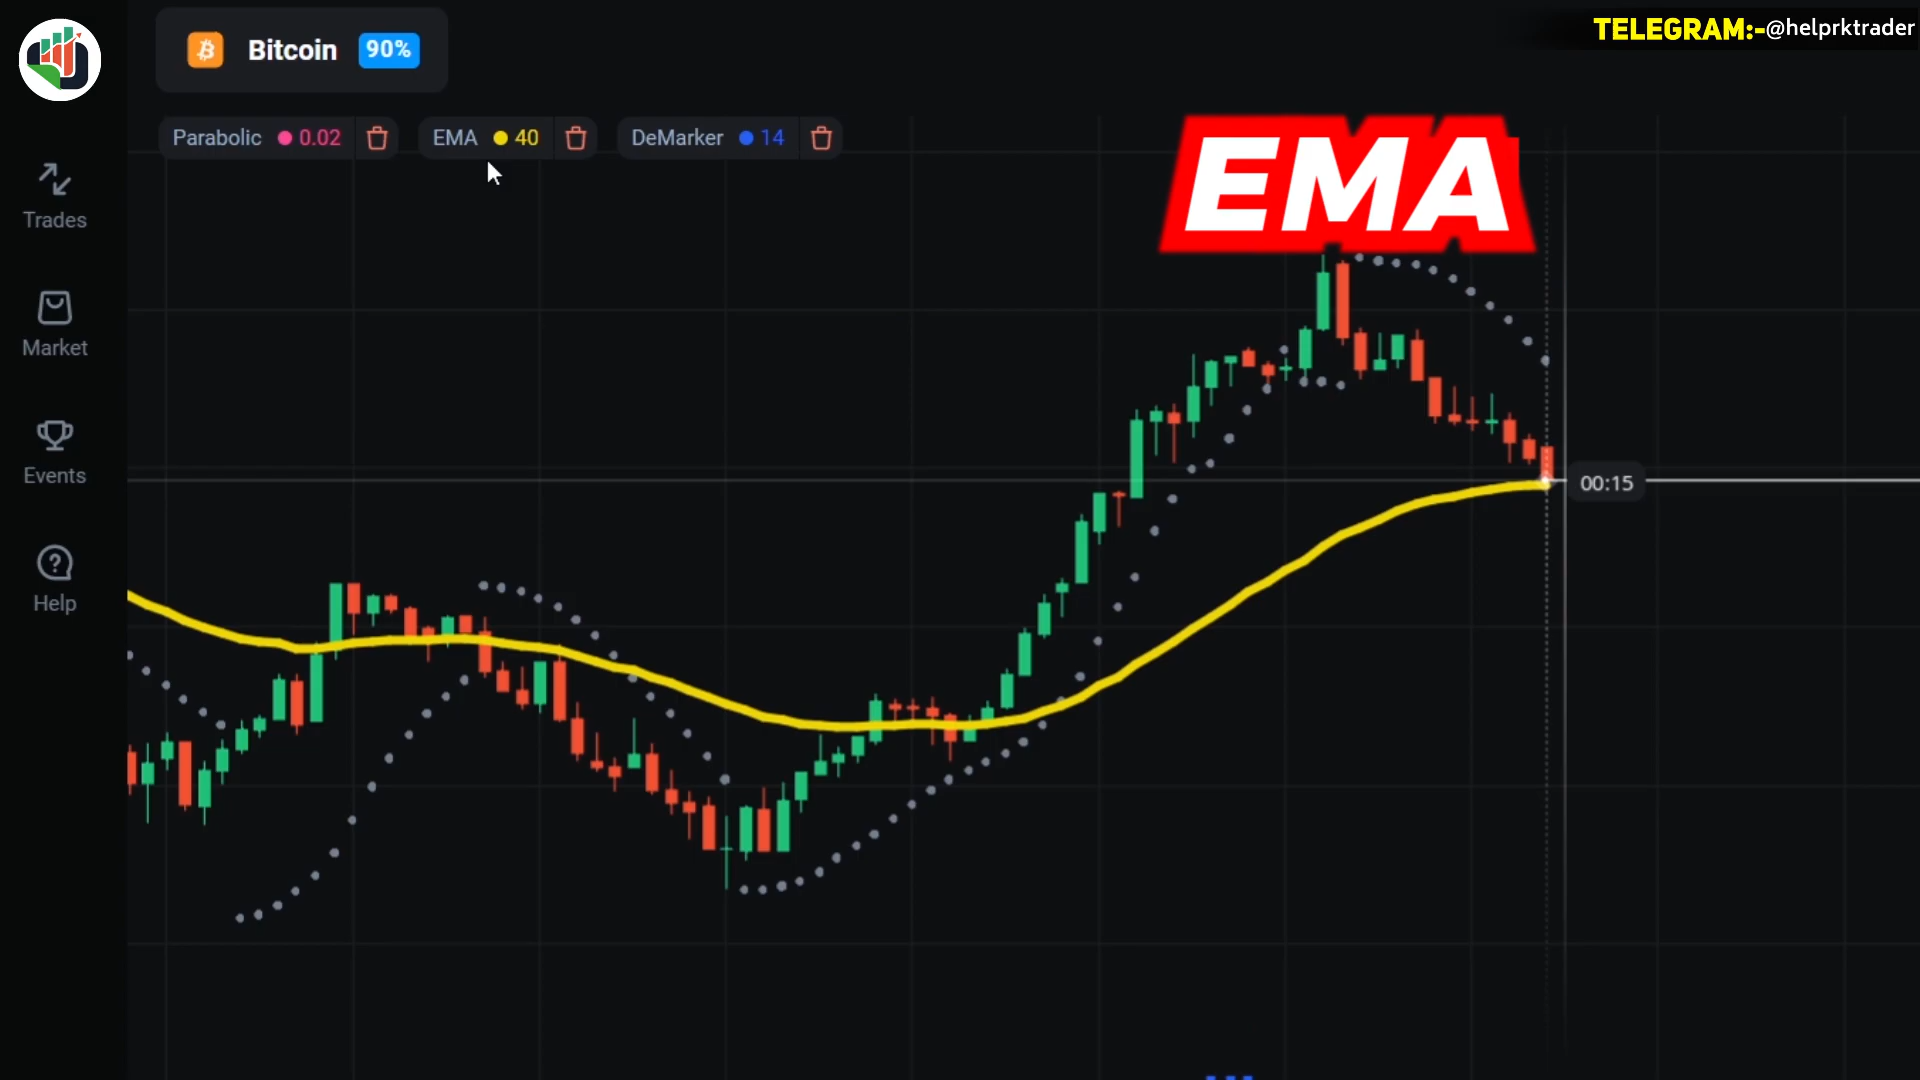 TELEGRAM:-@helprktrader
Bitcoin 90%
Parabolic 0.02 EMA 40 DeMarker 14
EMA
Trades
Market
Events
Help
00:15